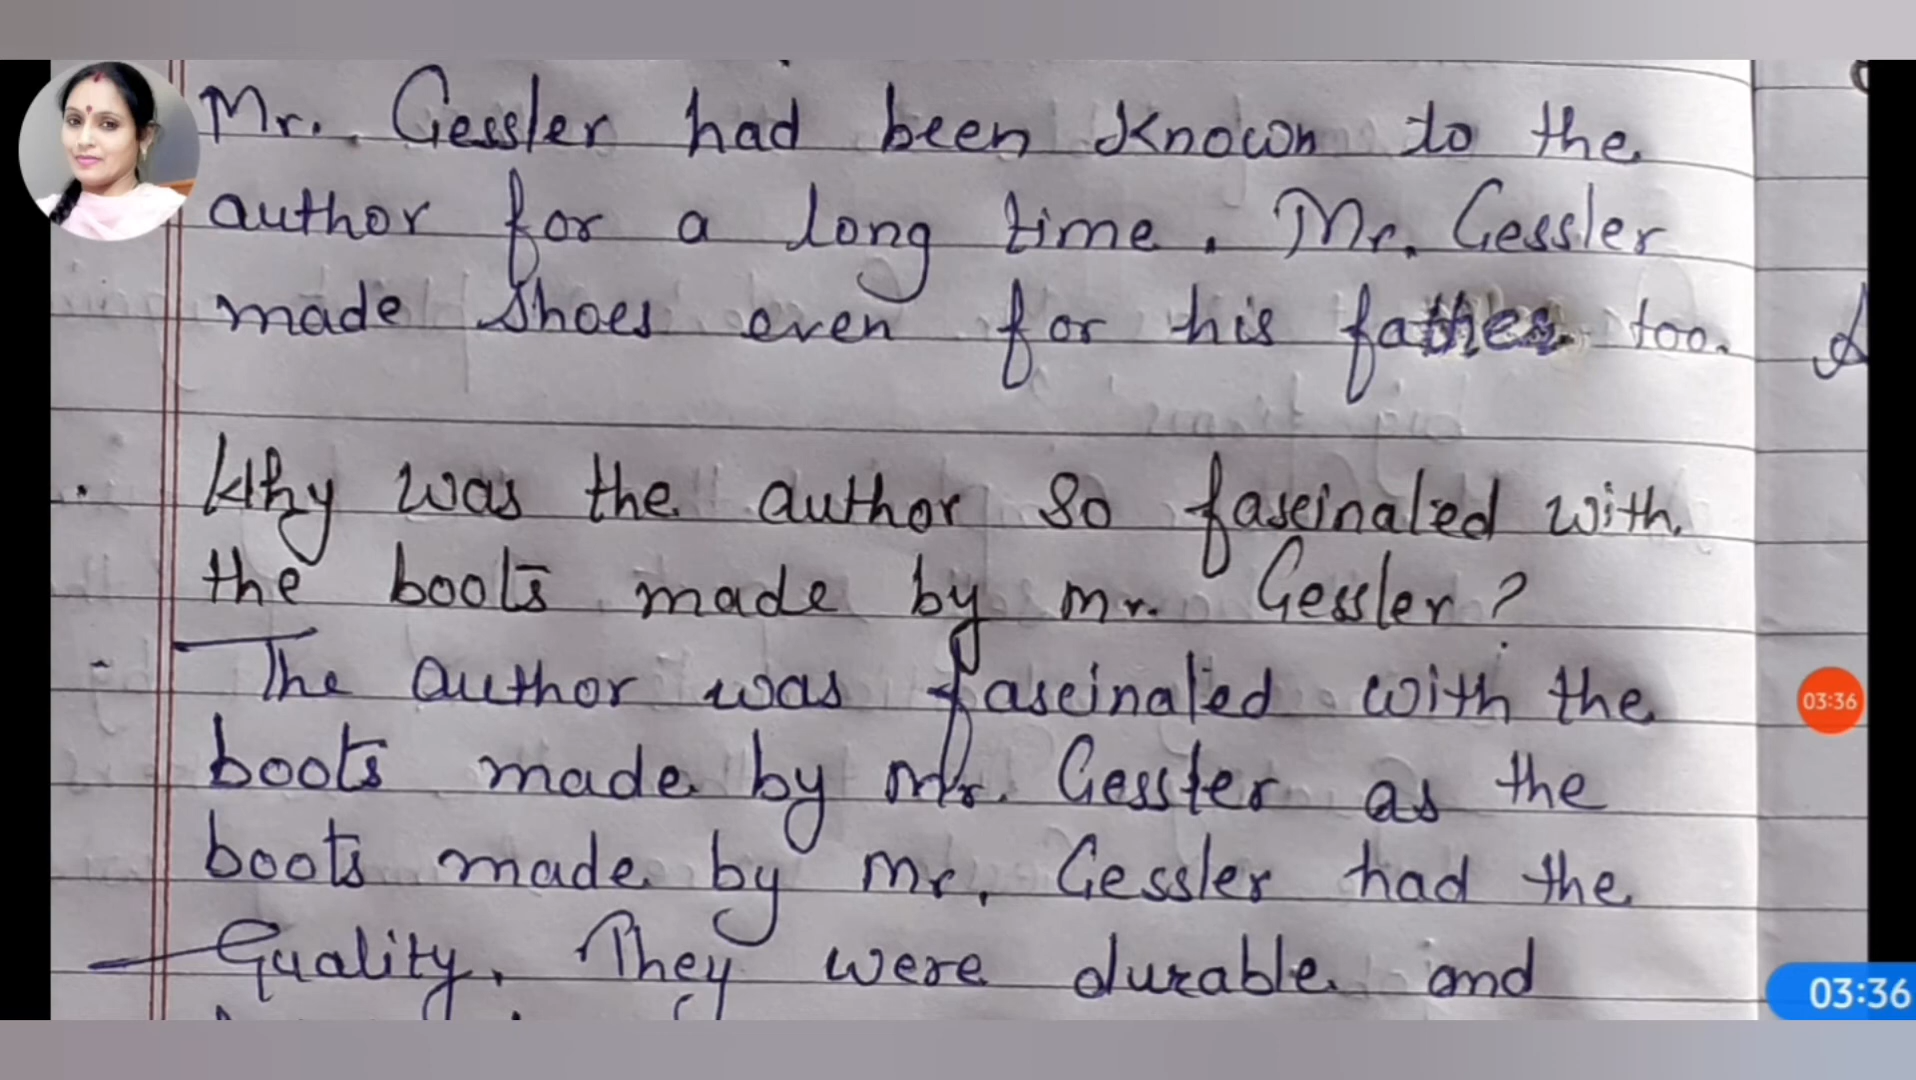 Mr. Gessler had been known to the
author for a long time. Mr. Gessler
made shoes even for his father too.
Why was the author so fascinated with
the boots made by Mr. Gessler?
The author was fascinated with the
03:36
boots made by Mr. Gessler as the
boots made by Mr. Gessler had the
Quality. They were durable and
03:36